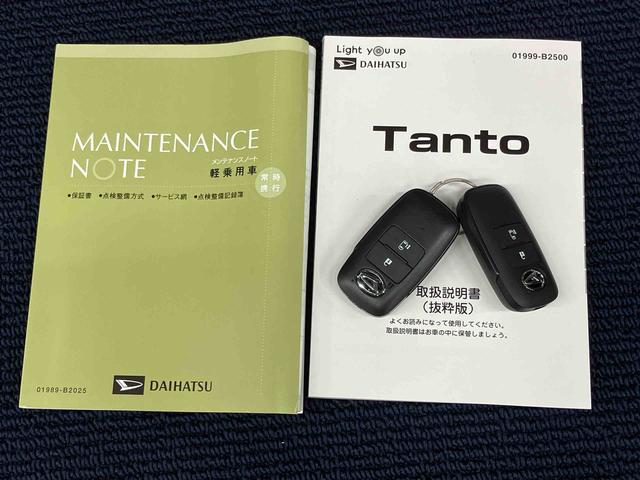 MAINTENANCE
NOTE
メンテナンスノート
軽乗用車
常時
携行
●保証書 ●点検整備方式 ●サービス網 ●点検整備記録簿
01989-B2025
DAIHATSU
Light you up
DAIHATSU
01999-B2500
Tanto
取扱説明書
（抜粋版）
よくお読みになって使用してください。
取扱説明書はお車の中に保管しましょう。